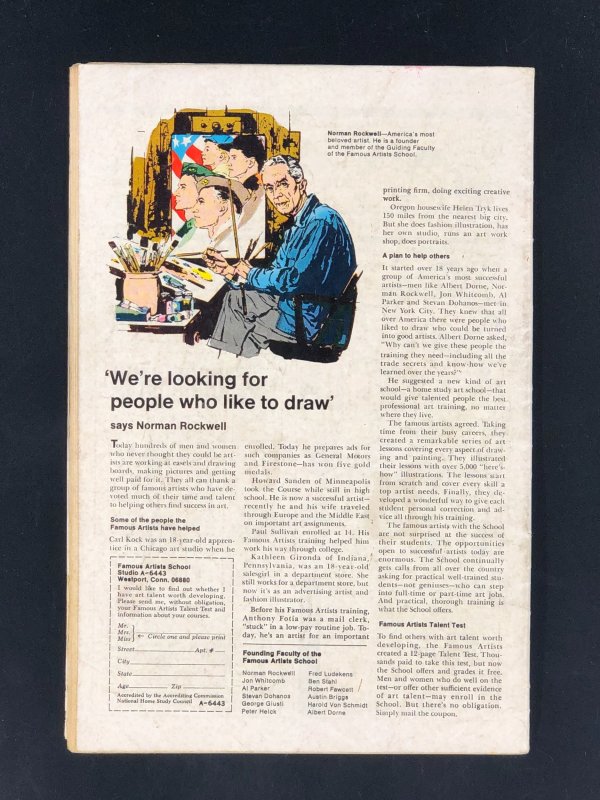 Norman Rockwell—America's most
beloved artist. He is a founder
and member of the Guiding Faculty
of the Famous Artists School.
'We're looking for
people who like to draw'
says Norman Rockwell
Today hundreds of men and women
who never thought they could be art-
ists are working at easels and drawing
boards, making pictures and getting
well paid for it. They all can thank a
group of famous artists who have de-
voted much of their time and talent
to helping others find success in art.
Some of the people the
Famous Artists have helped
Carl Kock was an 18-year-old appren-
tice in a Chicago art studio when he
enrolled. Today he prepares ads for
such companies as General Motors
and Firestone—has won five gold
medals.
Howard Sanden of Minneapolis
took the Course while still in high
school. He is now a successful artist—
recently he and his wife traveled
through Europe and the Middle East
on important art assignments.
Paul Sullivan enrolled at 14. His
Famous Artists training helped him
work his way through college.
Kathleen Gironda of Indiana,
Pennsylvania, was an 18-year-old
salesgirl in a department store. She
still works for a department store, but
now it's as an advertising artist and
fashion illustrator.
Before his Famous Artists training,
Anthony Fotia was a mail clerk,
"stuck" in a low-pay routine job. To-
day, he's an artist for an important
printing firm, doing exciting creative
work.
Oregon housewife Helen Tryk lives
150 miles from the nearest big city.
But she does fashion illustration, has
her own studio, runs an art work
shop, does portraits.
A plan to help others
It started over 18 years ago when a
group of America's most successful
artists—men like Albert Dorne, Nor-
man Rockwell, Jon Whitcomb, Al
Parker and Stevan Dohanos—met in
New York City. They knew that all
over America there were people who
liked to draw who could be turned
into good artists. Albert Dorne asked,
"Why can't we give these people the
training they need—including all the
trade secrets and know-how we've
learned over the years?"
He suggested a new kind of art
school—a home study art school—that
would give talented people the best
professional art training, no matter
where they live.
The famous artists agreed. Taking
time from their busy careers, they
created a remarkable series of art
lessons covering every aspect of draw-
ing and painting. They illustrated
their lessons with over 5,000 "here's-
how" illustrations. The lessons start
from scratch and cover every skill a
top artist needs. Finally, they de-
veloped a wonderful way to give each
student personal correction and ad-
vice all through his training.
The famous artists with the School
are not surprised at the success of
their students. The opportunities
open to successful artists today are
enormous. The School continually
gets calls from all over the country
asking for practical well-trained stu-
dents—not geniuses—who can step
into full-time or part-time art jobs.
And practical, thorough training is
what the School offers.
Famous Artists Talent Test
To find others with art talent worth
developing, the Famous Artists
created a 12-page Talent Test. Thou-
sands paid to take this test, but now
the School offers and grades it free.
Men and women who do well on the
test—or offer other sufficient evidence
of art talent—may enroll in the
School. But there's no obligation.
Simply mail the coupon.
Famous Artists School
Studio A-6443
Westport, Conn. 06880
I would like to find out whether I
have art talent worth developing.
Please send me, without obligation,
your Famous Artists Talent Test and
information about your courses.
Mr.
Mrs.
Miss
Circle one and please print
Street Apt. #
City
State
Age Zip
Accredited by the Accrediting Commission
National Home Study Council A-6443
Founding Faculty of the
Famous Artists School
Norman Rockwell
Jon Whitcomb
Al Parker
Stevan Dohanos
George Giusti
Peter Helck
Fred Ludekens
Ben Stahl
Robert Fawcett
Austin Briggs
Harold Von Schmidt
Albert Dorne